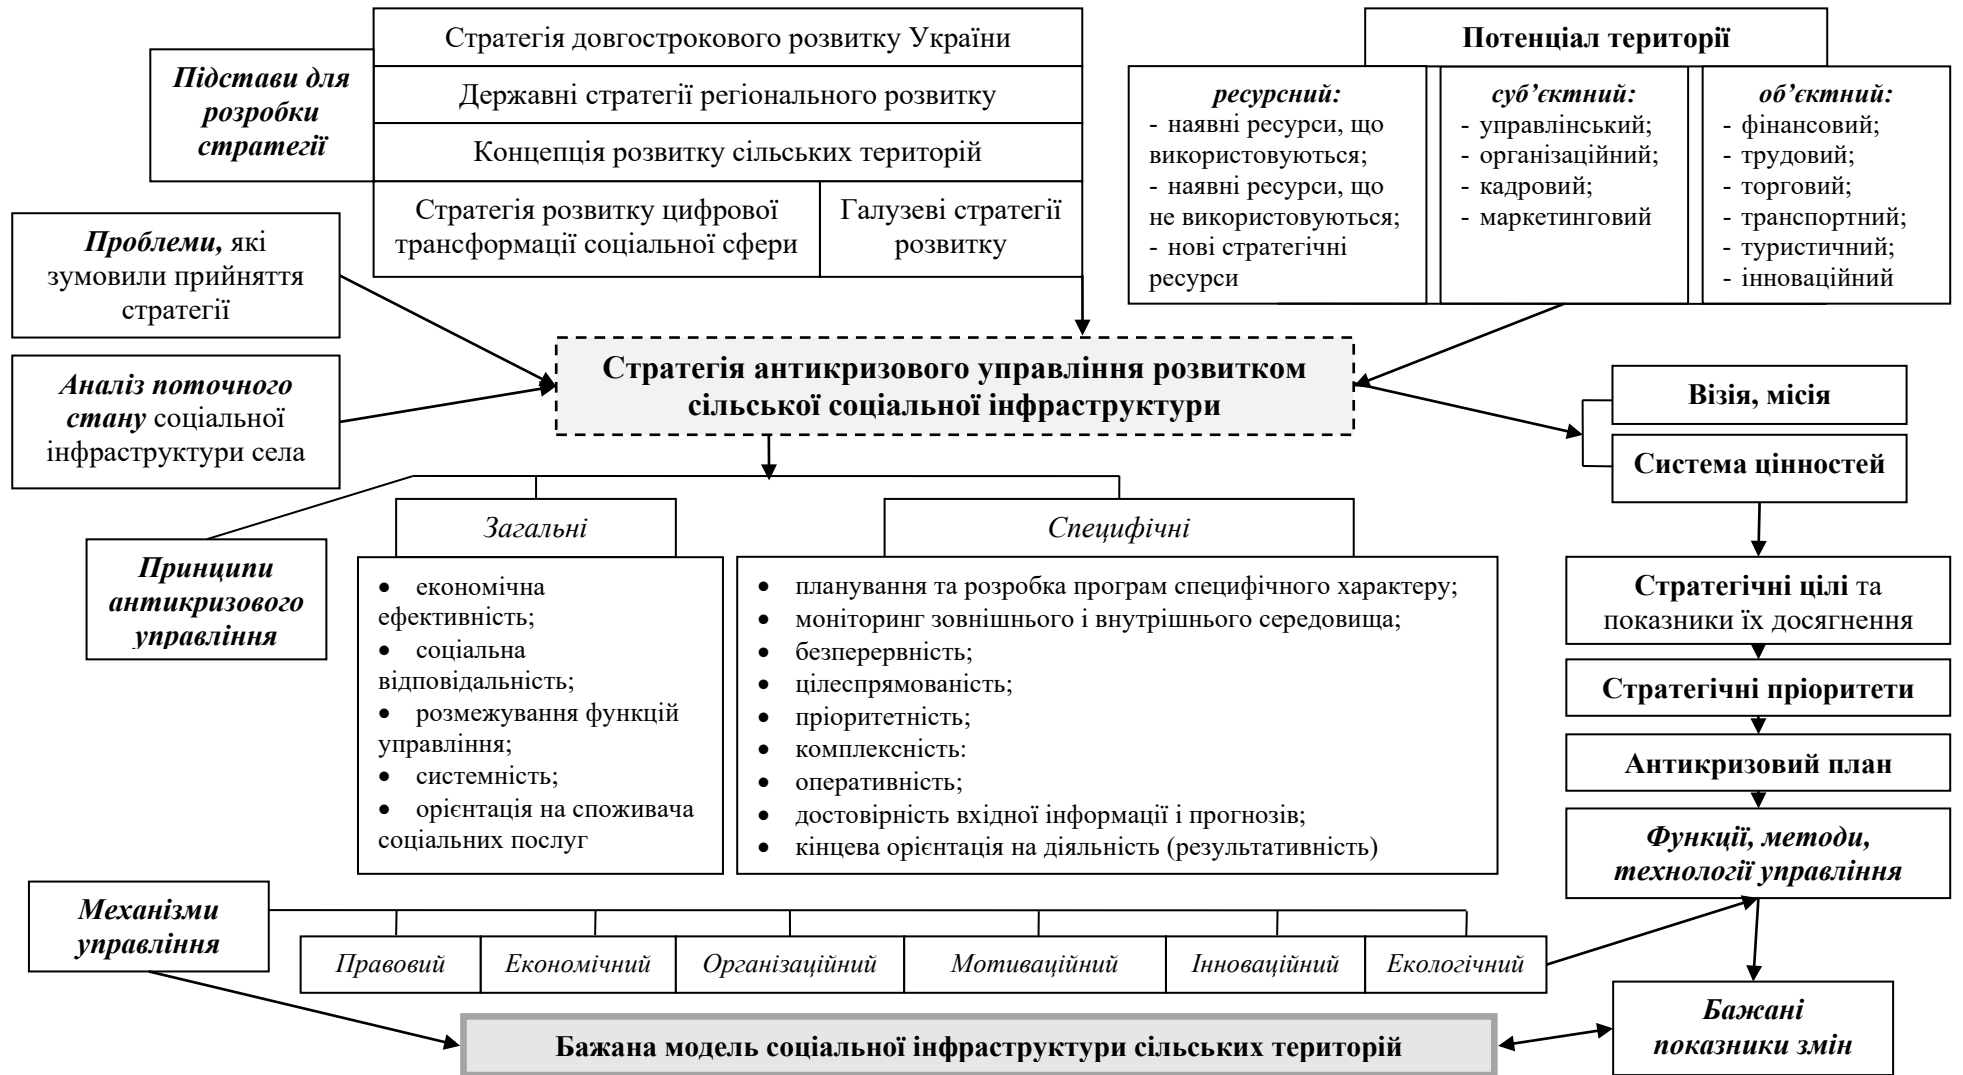 Стратегія довгострокового розвитку України
Підстави для
розробки
стратегії
Державні стратегії регіонального розвитку
Концепція розвитку сільських територій
Стратегія розвитку цифрової
трансформації соціальної сфери
Галузеві стратегії
розвитку
Потенціал території
ресурсний:
- наявні ресурси, що
використовуються;
- наявні ресурси, що
не використовуються;
- нові стратегічні
ресурси
суб’єктний:
- управлінський;
- організаційний;
- кадровий;
- маркетинговий
об’єктний:
- фінансовий;
- трудовий;
- торговий;
- транспортний;
- туристичний;
- інноваційний
Проблеми, які
зумовили прийняття
стратегії
Аналіз поточного
стану соціальної
інфраструктури села
Стратегія антикризового управління розвитком
сільської соціальної інфраструктури
Візія, місія
Система цінностей
Принципи
антикризового
управління
Загальні
• економічна
ефективність;
• соціальна
відповідальність;
• розмежування функцій
управління;
• системність;
• орієнтація на споживача
соціальних послуг
Специфічні
• планування та розробка програм специфічного характеру;
• моніторинг зовнішнього і внутрішнього середовища;
• безперервність;
• цілеспрямованість;
• пріоритетність;
• комплексність:
• оперативність;
• достовірність вхідної інформації і прогнозів;
• кінцева орієнтація на діяльність (результативність)
Стратегічні цілі та
показники їх досягнення
Стратегічні пріоритети
Антикризовий план
Функції, методи,
технології управління
Механізми
управління
Правовий
Економічний
Організаційний
Мотиваційний
Інноваційний
Екологічний
Бажана модель соціальної інфраструктури сільських територій
Бажані
показники змін